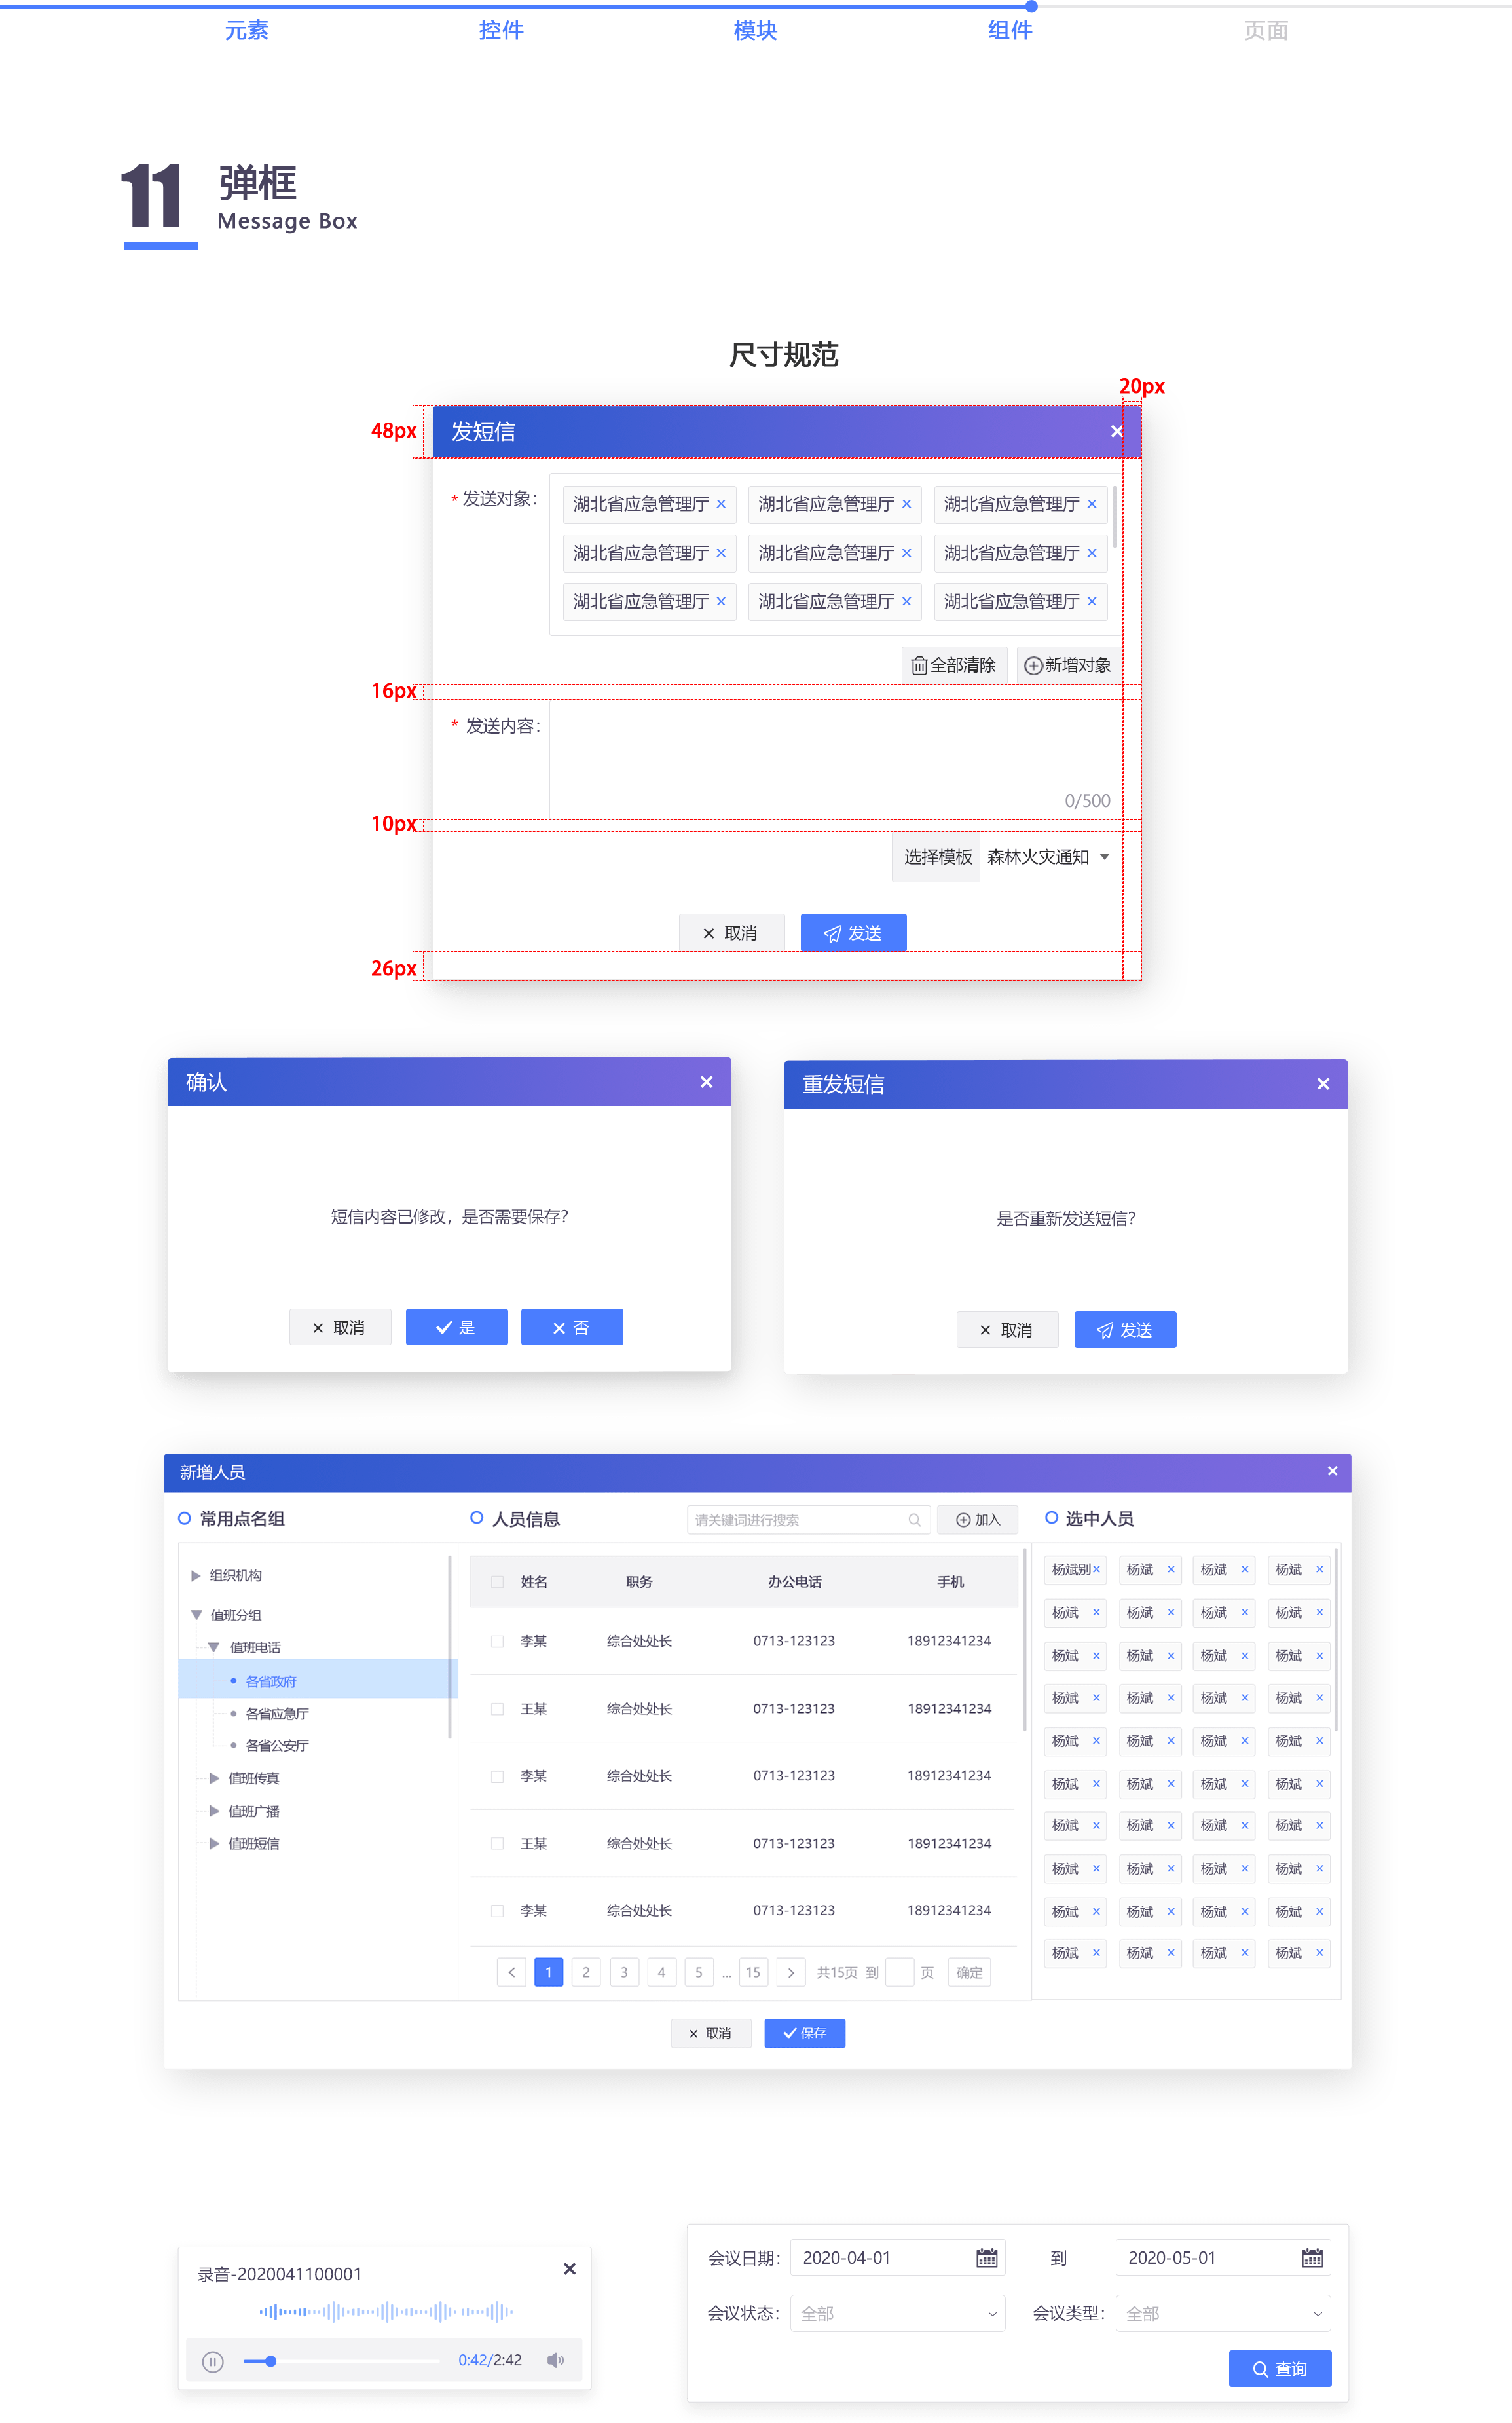 元素 控件 模块 组件 页面
11 弹框
Message Box
尺寸规范
20px
48px
发短信
* 发送对象:
湖北省应急管理厅 × 湖北省应急管理厅 × 湖北省应急管理厅 ×
湖北省应急管理厅 × 湖北省应急管理厅 × 湖北省应急管理厅 ×
湖北省应急管理厅 × 湖北省应急管理厅 × 湖北省应急管理厅 ×
全部清除 新增对象
16px
* 发送内容:
0/500
10px
选择模板 森林火灾通知
取消 发送
26px
确认
短信内容已修改，是否需要保存?
取消 是 否
重发短信
是否重新发送短信?
取消 发送
新增人员
常用点名组
组织机构
值班分组
值班电话
各省政府
各省应急厅
各省公安厅
值班传真
值班广播
值班短信
人员信息 请关键词进行搜索 加入
姓名 职务 办公电话 手机
李某 综合处处长 0713-123123 18912341234
王某 综合处处长 0713-123123 18912341234
李某 综合处处长 0713-123123 18912341234
王某 综合处处长 0713-123123 18912341234
李某 综合处处长 0713-123123 18912341234
< 1 2 3 4 5 ... 15 > 共15页 到 页 确定
选中人员
杨斌别× 杨斌 × 杨斌 × 杨斌 ×
杨斌 × 杨斌 × 杨斌 × 杨斌 ×
杨斌 × 杨斌 × 杨斌 × 杨斌 ×
杨斌 × 杨斌 × 杨斌 × 杨斌 ×
杨斌 × 杨斌 × 杨斌 × 杨斌 ×
杨斌 × 杨斌 × 杨斌 × 杨斌 ×
杨斌 × 杨斌 × 杨斌 × 杨斌 ×
杨斌 × 杨斌 × 杨斌 × 杨斌 ×
杨斌 × 杨斌 × 杨斌 × 杨斌 ×
杨斌 × 杨斌 × 杨斌 × 杨斌 ×
取消 保存
录音-2020041100001
0:42/2:42
会议日期: 2020-04-01 到 2020-05-01
会议状态: 全部 会议类型: 全部
查询